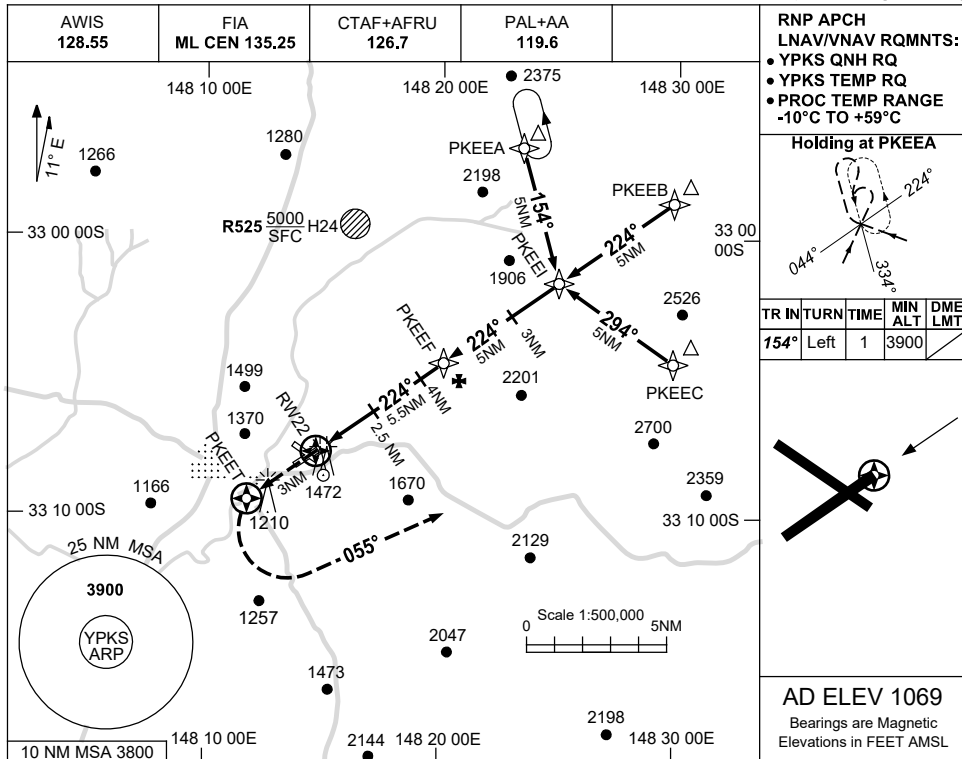 AWIS
128.55
FIA
ML CEN 135.25
CTAF+AFRU
126.7
PAL+AA
119.6
RNP APCH
LNAV/VNAV RQMNTS:
• YPKS QNH RQ
• YPKS TEMP RQ
• PROC TEMP RANGE
-10°C TO +59°C
148 10 00E
148 20 00E
148 30 00E
2375
11° E
1266
1280
PKEEA
Holding at PKEEA
224°
044°
334°
2198
154°
5NM
PKEEB
R525 5000 H24
SFC
33 00 00S
33 00
00S
224°
5NM
PKEEI
1906
TR IN
TURN
TIME
MIN
ALT
DME
LMT
154°
Left
1
3900
2526
294°
5NM
3NM
224°
5NM
PKEEF
PKEEC
1499
224°
5.5NM
4NM
2201
1370
RW22
2.5 NM
2700
PKEET
3NM
1472
1670
2359
1166
1210
33 10 00S
33 10 00S
25 NM MSA
3900
YPKS
ARP
055°
2129
1257
Scale 1:500,000
0
5NM
2047
1473
AD ELEV 1069
Bearings are Magnetic
Elevations in FEET AMSL
2198
10 NM MSA 3800
148 10 00E
2144
148 20 00E
148 30 00E